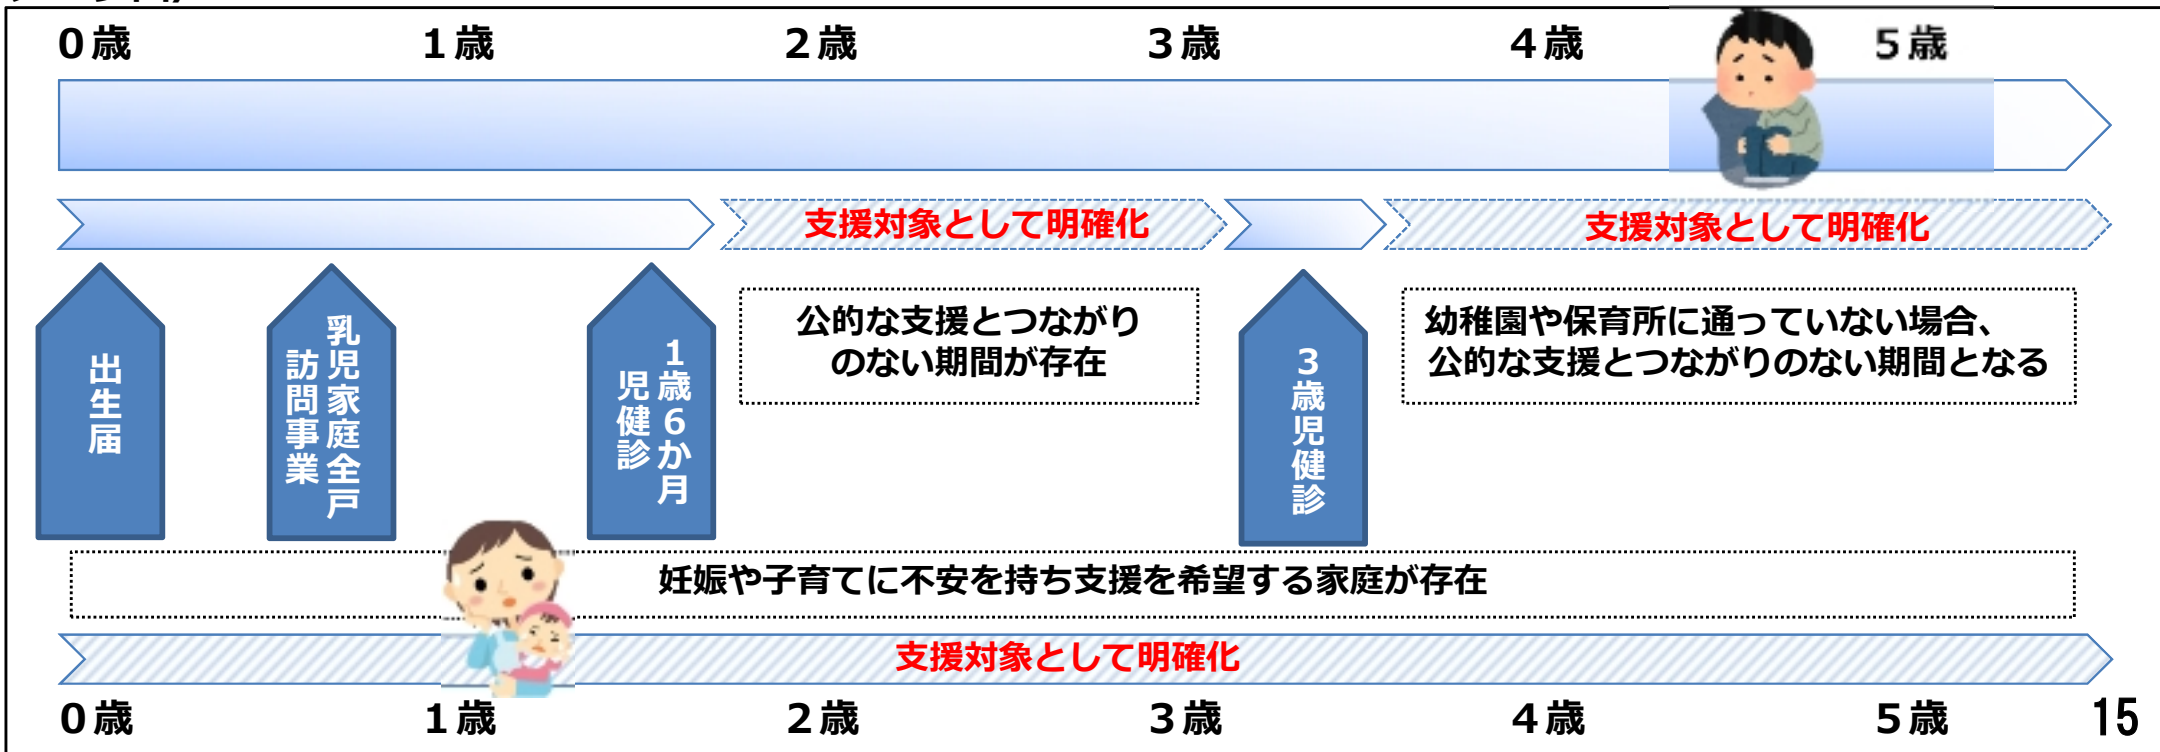 0歳
1歳
2歳
3歳
4歳
5歳
支援対象として明確化
支援対象として明確化
出生届
乳児家庭全戸
訪問事業
1歳6か月
児健診
公的な支援とつながり
のない期間が存在
3歳児健診
幼稚園や保育所に通っていない場合、
公的な支援とつながりのない期間となる
妊娠や子育てに不安を持ち支援を希望する家庭が存在
支援対象として明確化
0歳
1歳
2歳
3歳
4歳
5歳
15